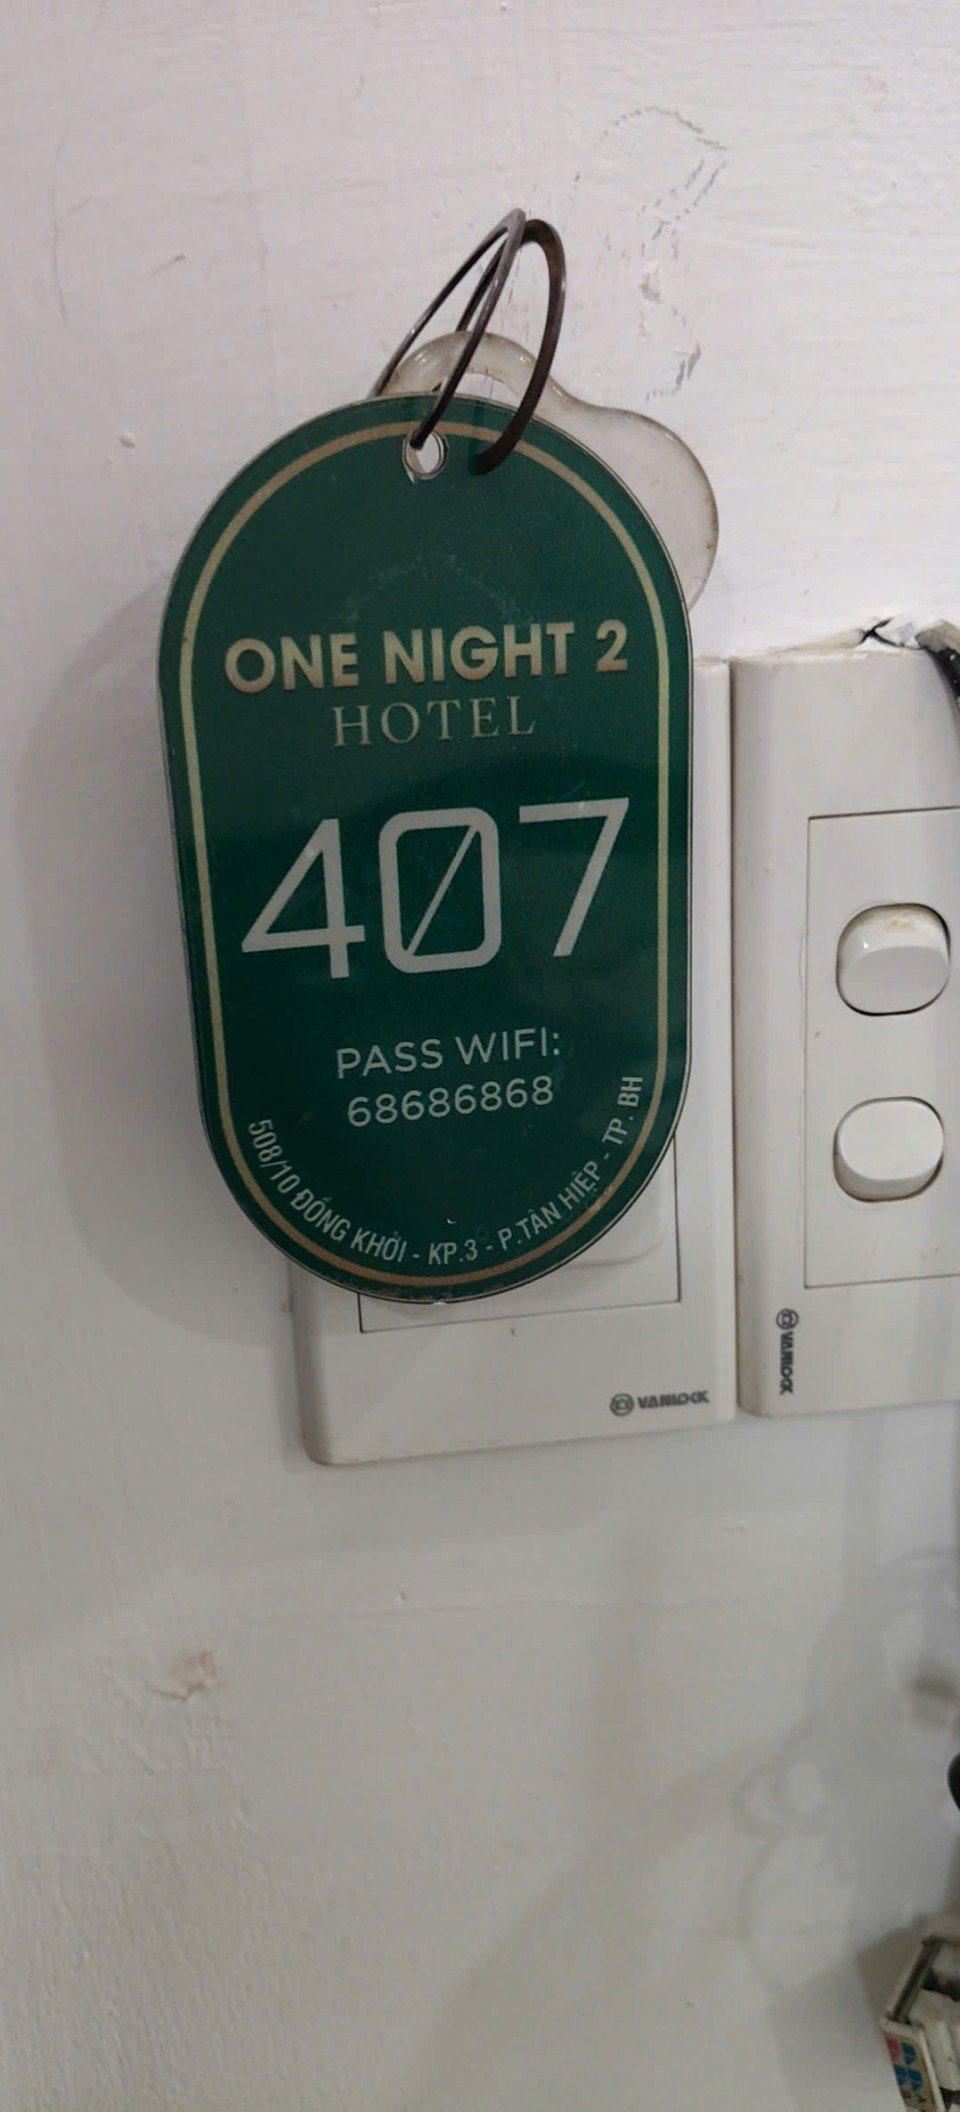 ONE NIGHT 2
HOTEL
407
PASS WIFI:
68686868
508/10 ĐỒNG KHỞI - KP.3 - P.TÂN HIỆP - TP. BH
VANLOCK
VANLOCK